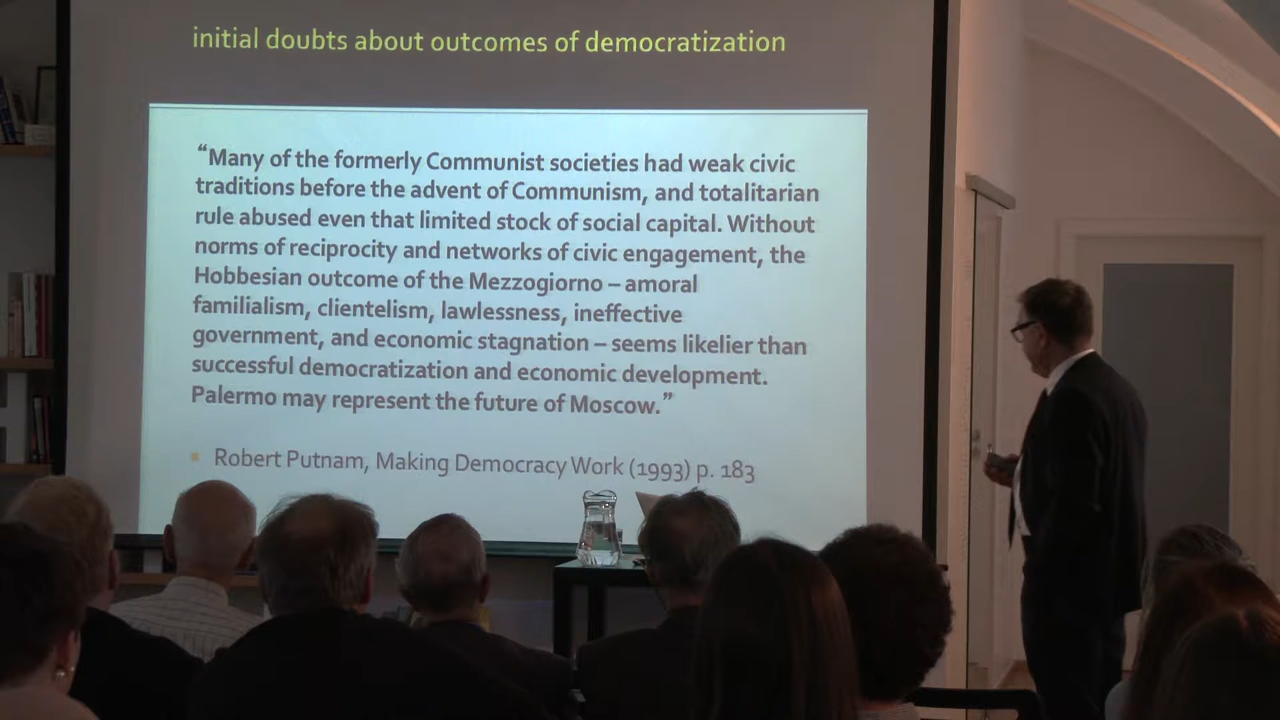 initial doubts about outcomes of democratization
“Many of the formerly Communist societies had weak civic
traditions before the advent of Communism, and totalitarian
rule abused even that limited stock of social capital. Without
norms of reciprocity and networks of civic engagement, the
Hobbesian outcome of the Mezzogiorno – amoral
familialism, clientelism, lawlessness, ineffective
government, and economic stagnation – seems likelier than
successful democratization and economic development.
Palermo may represent the future of Moscow.”
Robert Putnam, Making Democracy Work (1993) p. 183